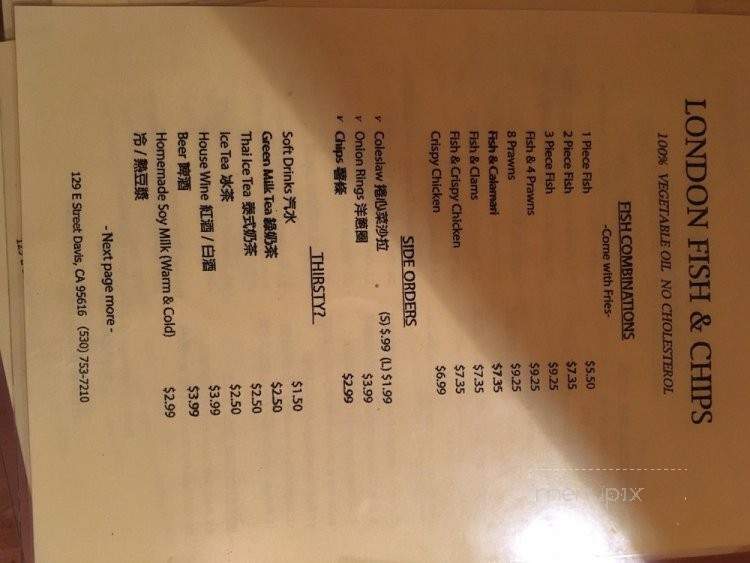 LONDON FISH & CHIPS
100% VEGETABLE OIL NO CHOLESTEROL
FISH COMBINATIONS
-Come with Fries-
1 Piece Fish $5.50
2 Piece Fish $7.35
3 Piece Fish $9.25
Fish & 4 Prawns $9.25
8 Prawns $9.25
Fish & Calamari $7.35
Fish & Clams $7.35
Fish & Crispy Chicken $7.35
Crispy Chicken $6.99
SIDE ORDERS
v Coleslaw 捲心菜沙拉 (S) $.99 (L) $1.99
v Onion Rings 洋蔥圈 $3.99
v Chips 薯條 $2.99
THIRSTY?
Soft Drinks 汽水 $1.50
Green Milk Tea 綠奶茶 $2.50
Thai Ice Tea 泰式奶茶 $2.50
Ice Tea 冰茶 $2.50
House Wine 紅酒 / 白酒 $3.99
Beer 啤酒 $3.99
Homemade Soy Milk (Warm & Cold) $2.99
冷 / 熱豆漿
- Next page more -
129 E Street Davis, CA 95616 (530) 753-7210
menupix